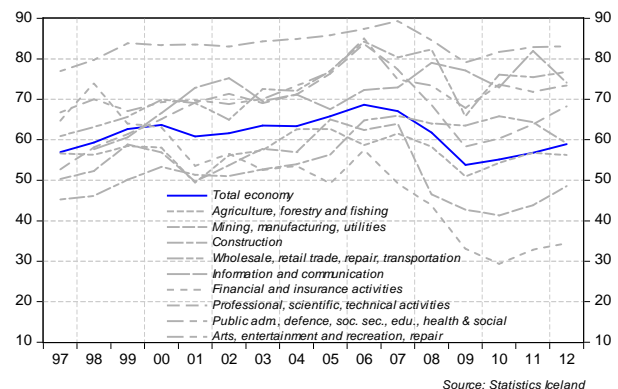 90 90
80 80
70 70
60 60
50 50
Total economy
Agriculture, forestry and fishing
40 40
Mining, manufacturing, utilities
Construction
Wholesale, retail trade, repair, transportation
30 30
Information and communication
Financial and insurance activities
Professional, scientific, technical activities
20 20
Public adm., defence, soc. sec., edu., health & social
Arts, entertainment and recreation, repair
10 10
97 98 99 00 01 02 03 04 05 06 07 08 09 10 11 12
Source: Statistics Iceland